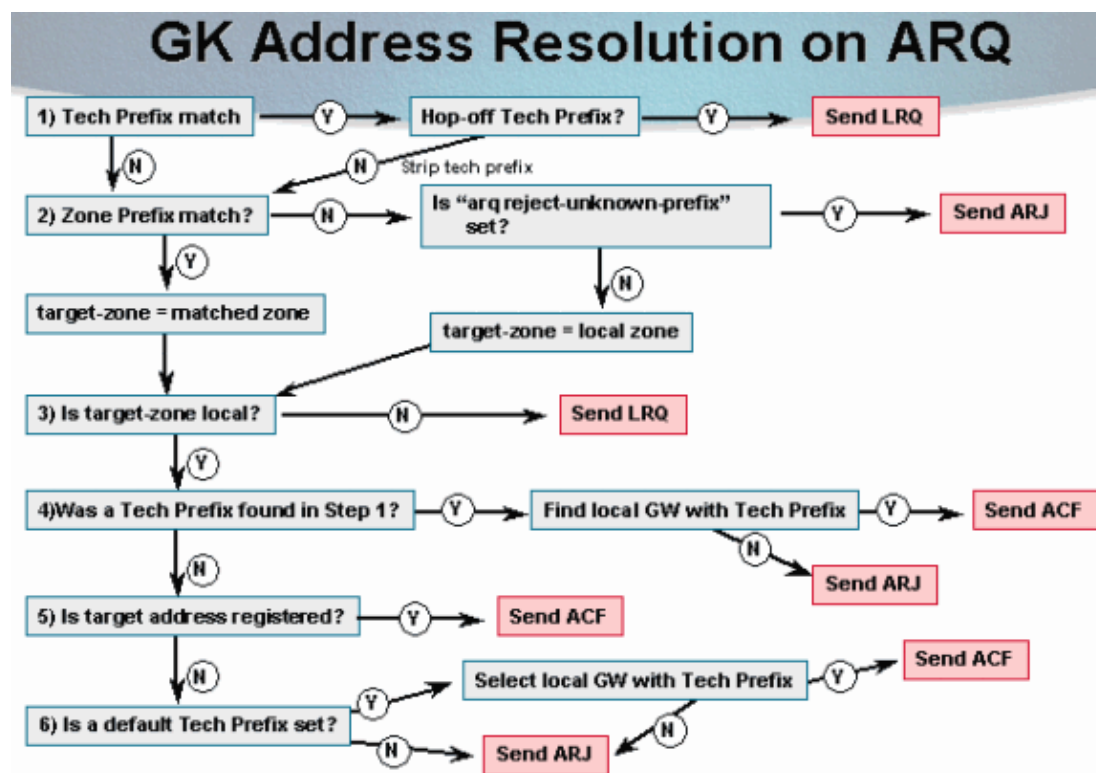 GK Address Resolution on ARQ
1) Tech Prefix match
Y
Hop-off Tech Prefix?
Y
Send LRQ
N
N
Strip tech prefix
2) Zone Prefix match?
N
Is “arq reject-unknown-prefix”
set?
Y
Send ARJ
Y
N
target-zone = matched zone
target-zone = local zone
3) Is target-zone local?
N
Send LRQ
Y
4)Was a Tech Prefix found in Step 1?
Y
Find local GW with Tech Prefix
Y
Send ACF
N
N
Send ARJ
5) Is target address registered?
Y
Send ACF
N
Select local GW with Tech Prefix
Y
Send ACF
6) Is a default Tech Prefix set?
Y
N
N
Send ARJ